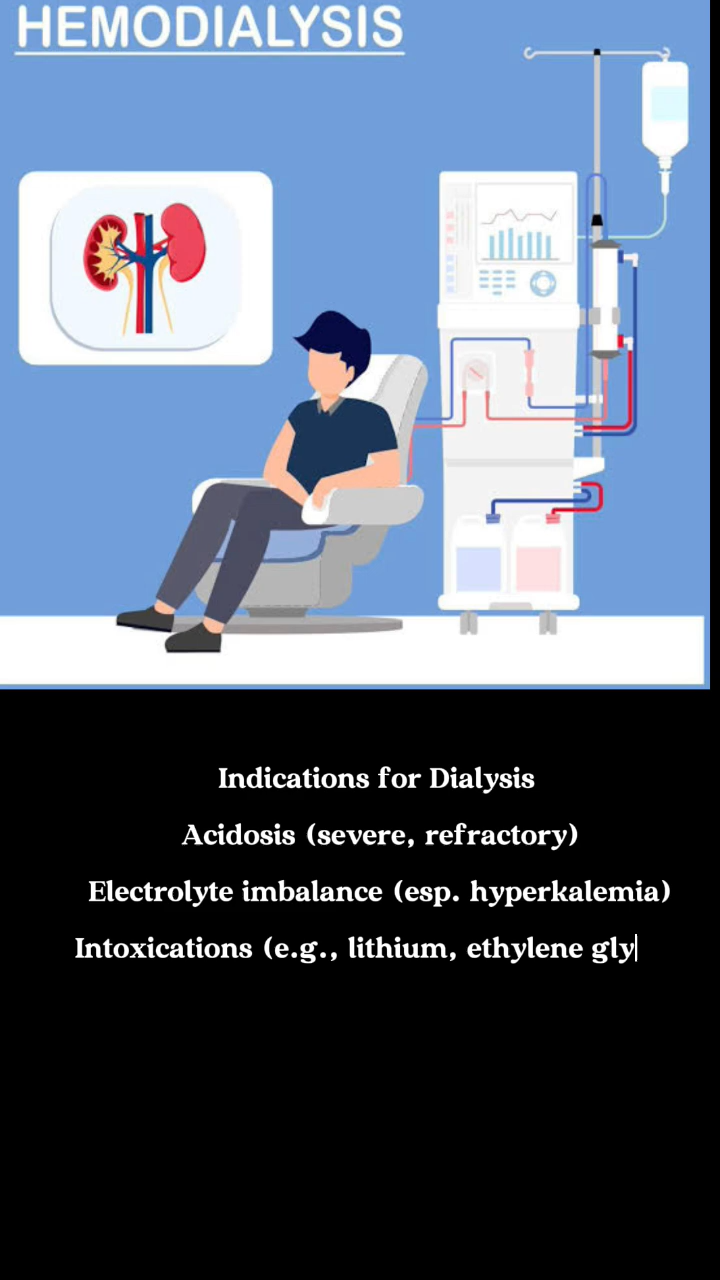 HEMODIALYSIS
Indications for Dialysis
Acidosis (severe, refractory)
Electrolyte imbalance (esp. hyperkalemia)
Intoxications (e.g., lithium, ethylene gly